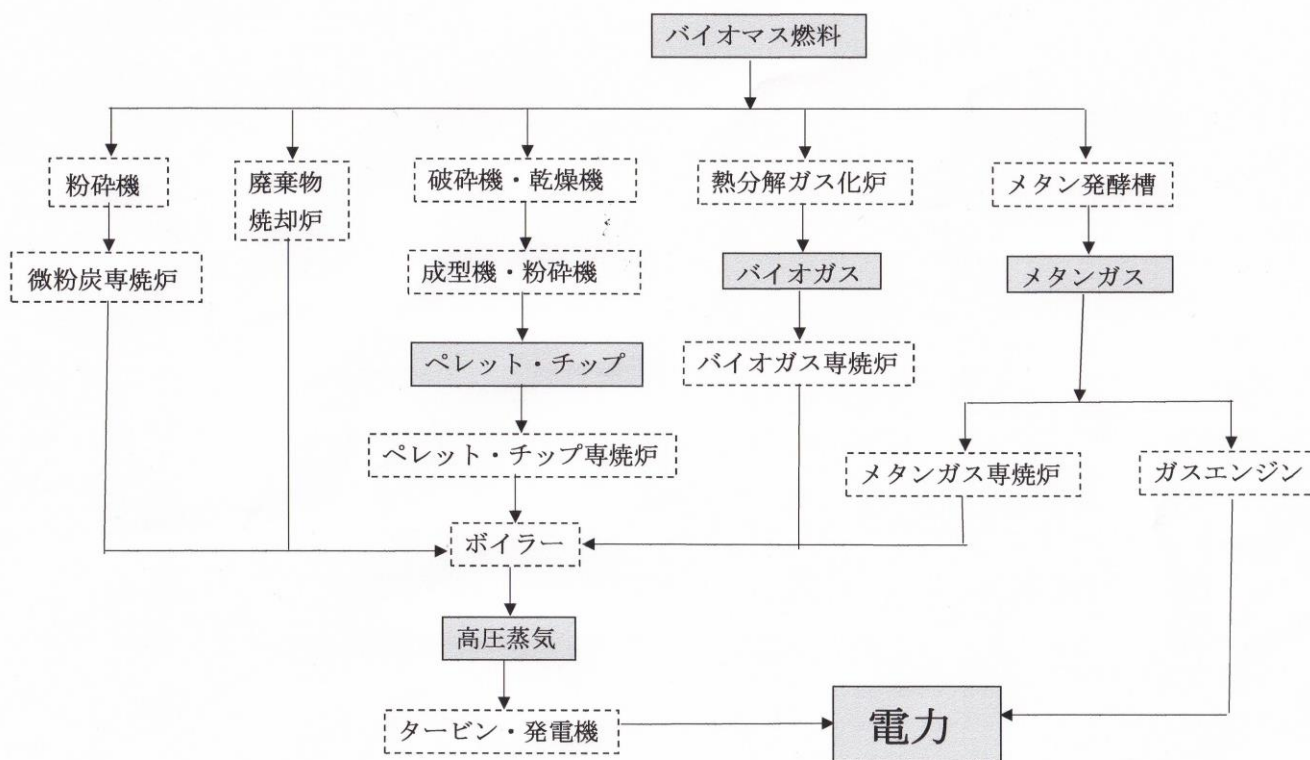 バイオマス燃料
粉砕機
廃棄物
焼却炉
破砕機・乾燥機
熱分解ガス化炉
メタン発酵槽
微粉炭専焼炉
成型機・粉砕機
バイオガス
メタンガス
ペレット・チップ
バイオガス専焼炉
ペレット・チップ専焼炉
メタンガス専焼炉
ガスエンジン
ボイラー
高圧蒸気
タービン・発電機
電力